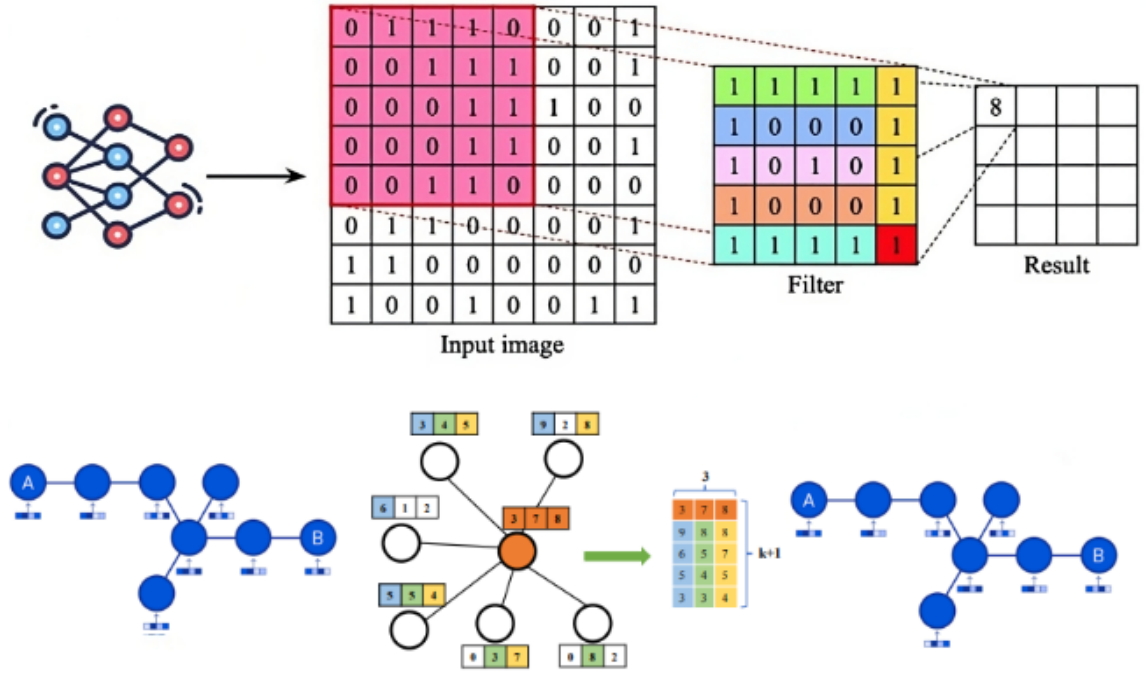 0 1 1 1 0 0 0 1
0 0 1 1 1 0 0 1
0 0 0 1 1 1 0 0
0 0 0 1 1 0 0 1
0 0 1 1 0 0 0 0
0 1 1 0 0 0 0 1
1 1 0 0 0 0 0 0
1 0 0 1 0 0 1 1
Input image
1 1 1 1 1
1 0 0 0 1
1 0 1 0 1
1 0 0 0 1
1 1 1 1 1
Filter
8
Result
A
B
3 4 5
9 2 8
6 1 2
3 7 8
5 5 4
0 3 7
0 8 2
3
3 7 8
9 8 8
6 5 7
5 4 5
3 3 4
k+1
A
B